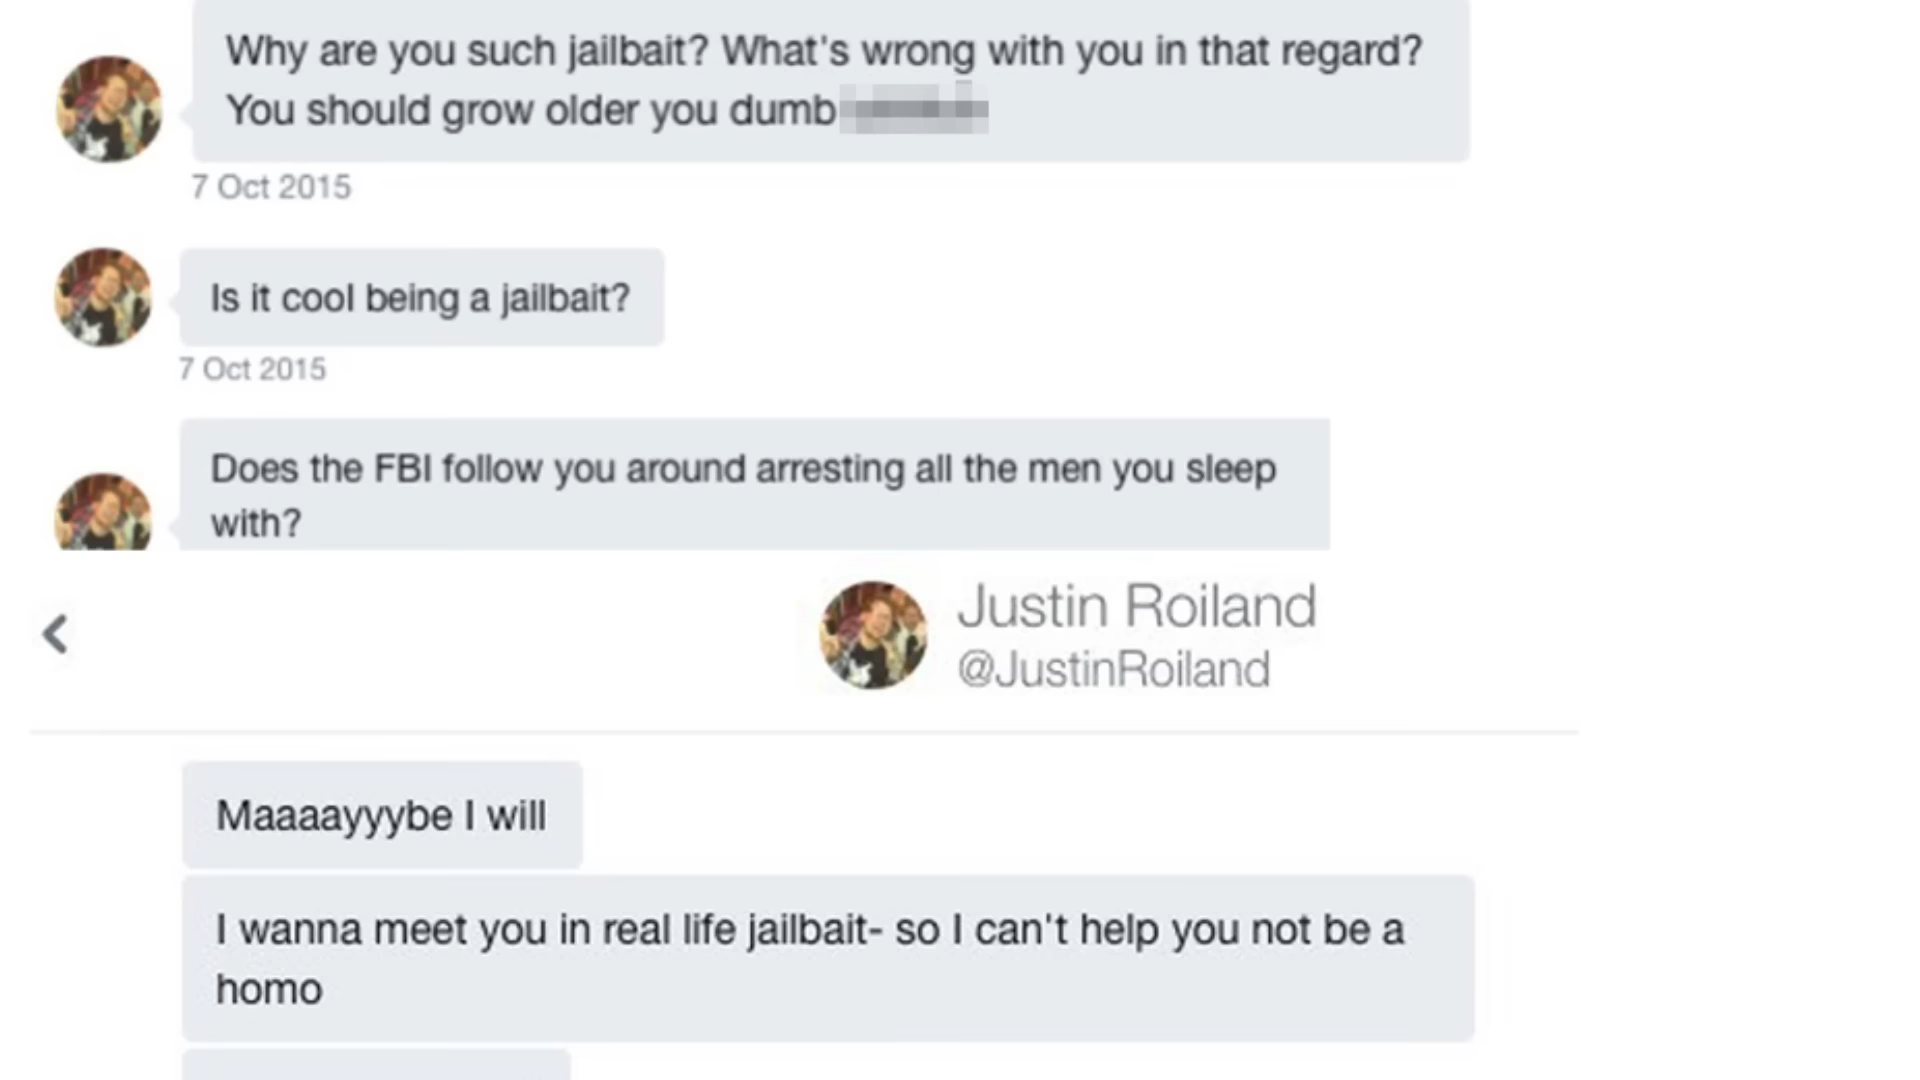 Why are you such jailbait? What's wrong with you in that regard?
You should grow older you dumb
7 Oct 2015
Is it cool being a jailbait?
7 Oct 2015
Does the FBI follow you around arresting all the men you sleep
with?
Justin Roiland
@JustinRoiland
Maaaayyybe I will
I wanna meet you in real life jailbait- so I can't help you not be a
homo